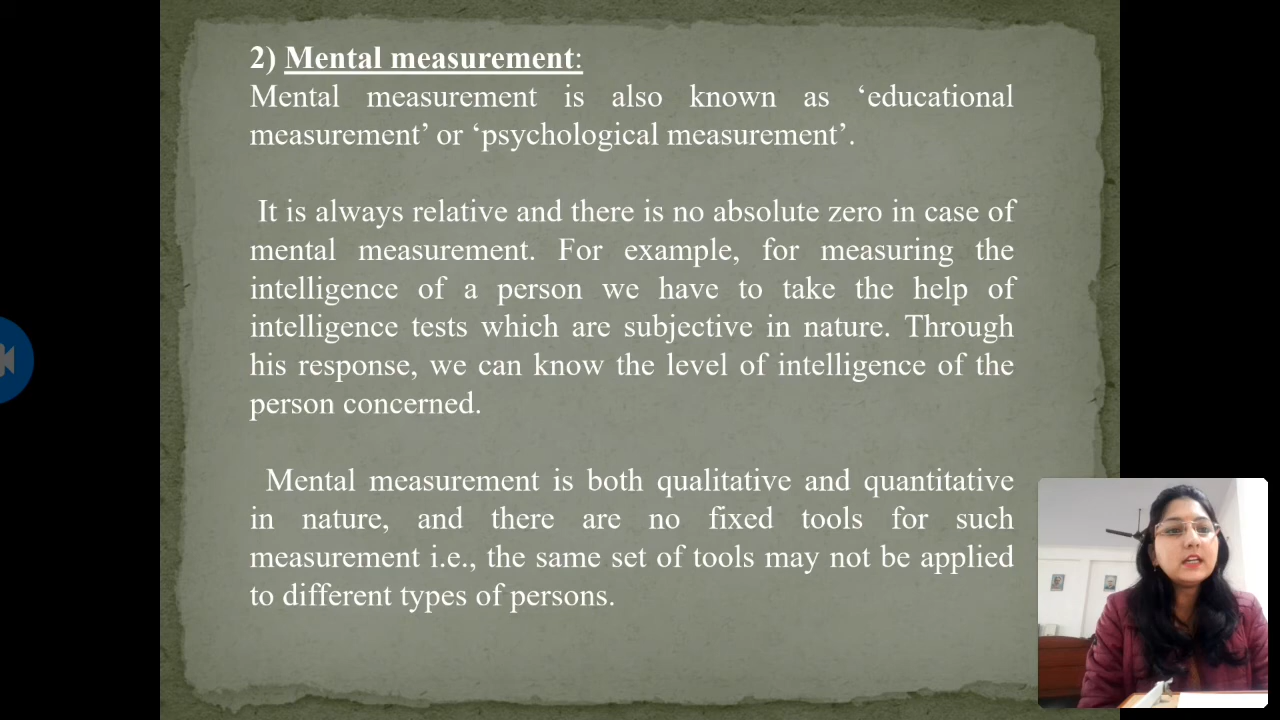 2) Mental measurement:
Mental measurement is also known as ‘educational
measurement’ or ‘psychological measurement’.
It is always relative and there is no absolute zero in case of
mental measurement. For example, for measuring the
intelligence of a person we have to take the help of
intelligence tests which are subjective in nature. Through
his response, we can know the level of intelligence of the
person concerned.
Mental measurement is both qualitative and quantitative
in nature, and there are no fixed tools for such
measurement i.e., the same set of tools may not be applied
to different types of persons.